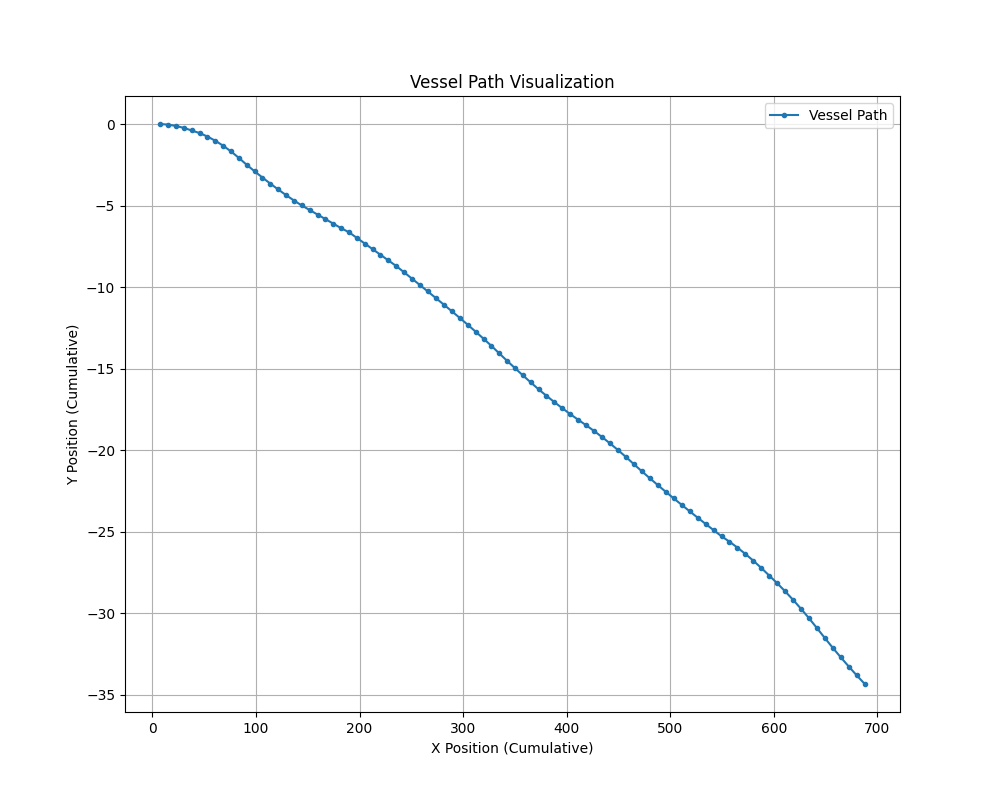 Vessel Path Visualization
Vessel Path
0
−5
−10
−15
−20
−25
−30
−35
Y Position (Cumulative)
0 100 200 300 400 500 600 700
X Position (Cumulative)